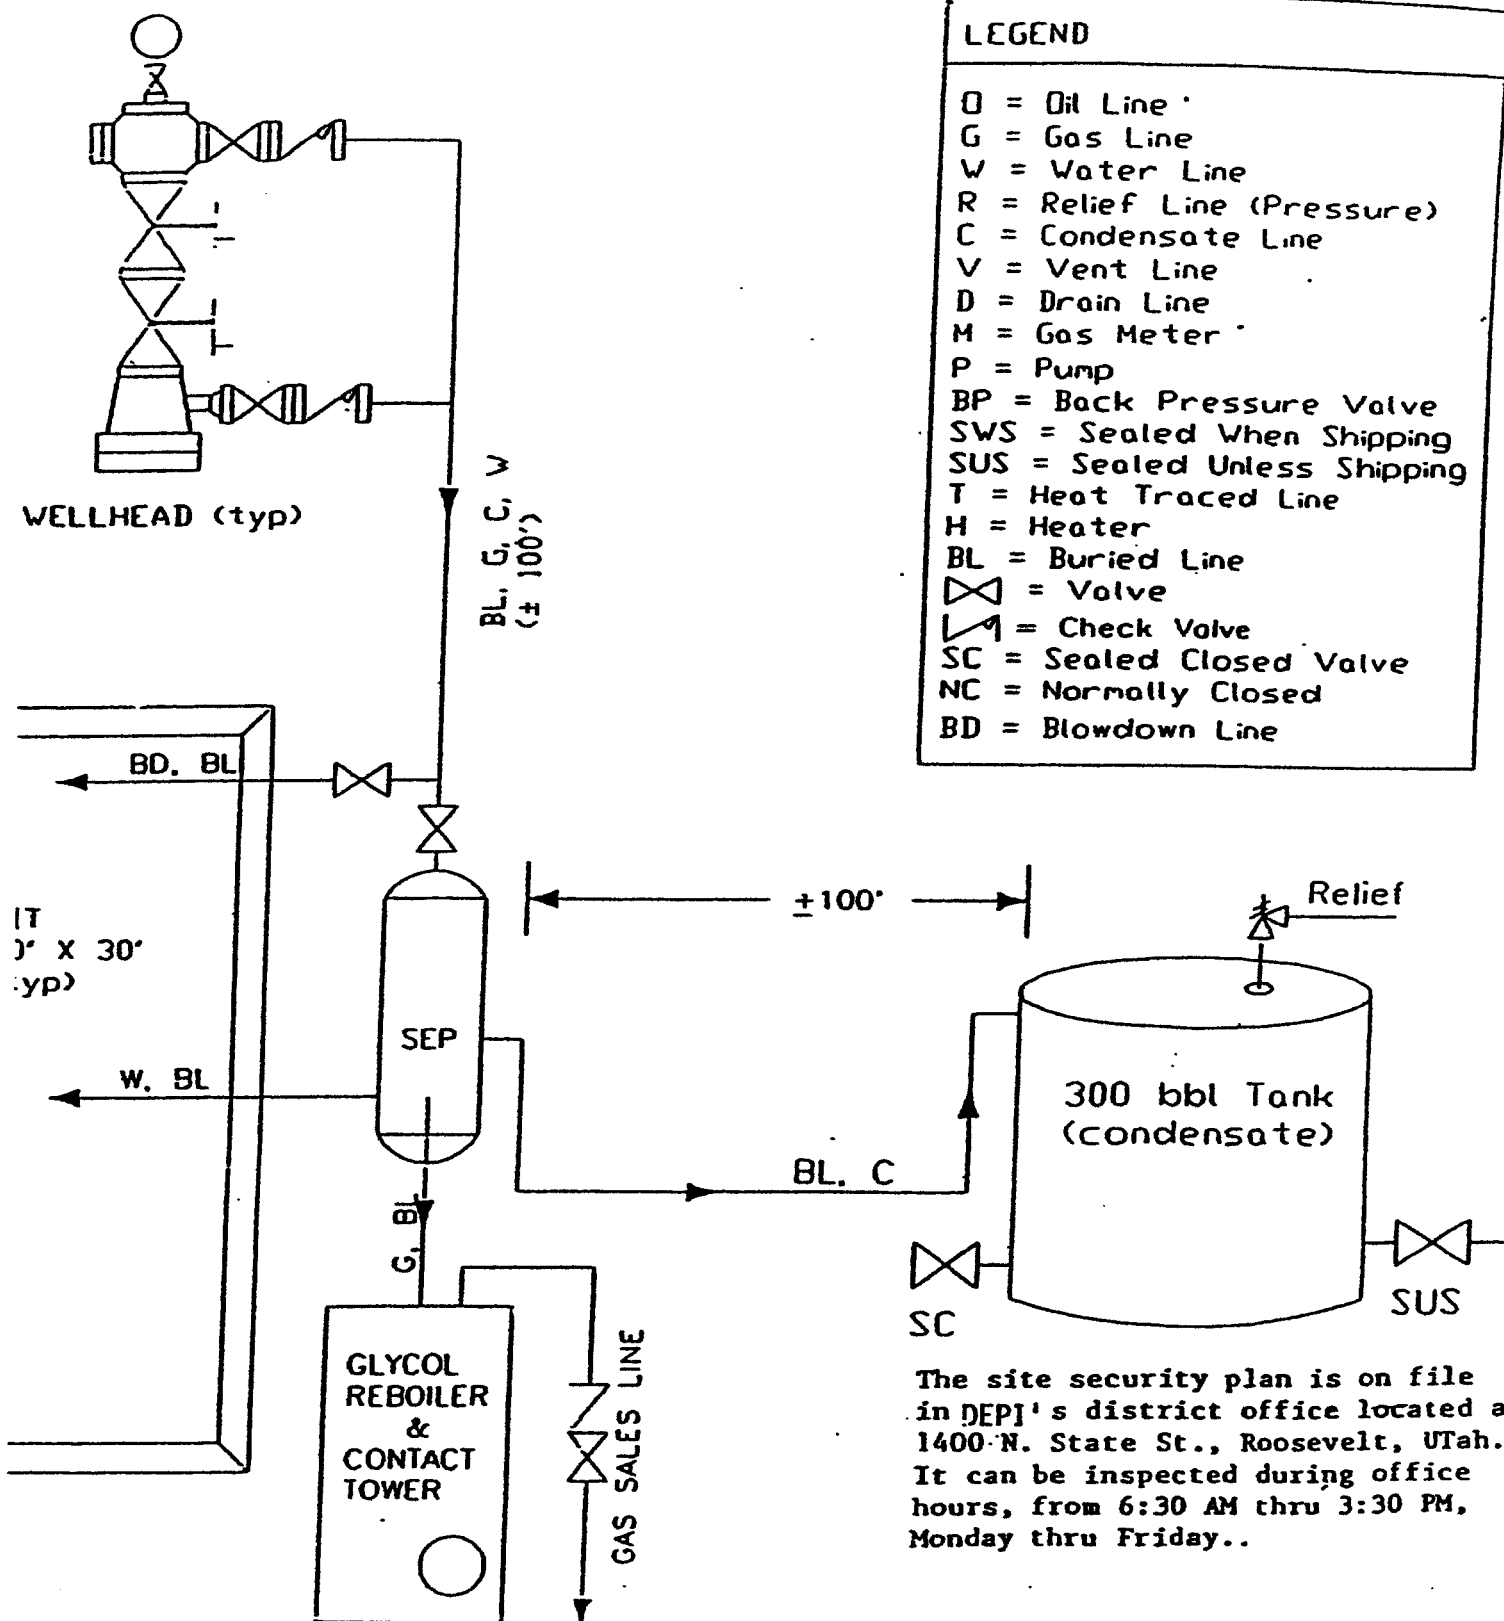 LEGEND
O = Oil Line
G = Gas Line
W = Water Line
R = Relief Line (Pressure)
C = Condensate Line
V = Vent Line
D = Drain Line
M = Gas Meter
P = Pump
BP = Back Pressure Valve
SWS = Sealed When Shipping
SUS = Sealed Unless Shipping
T = Heat Traced Line
H = Heater
BL = Buried Line
= Valve
= Check Valve
SC = Sealed Closed Valve
NC = Normally Closed
BD = Blowdown Line
WELLHEAD (typ)
BL, G, C, W
(± 100')
BD, BL
±100'
Relief
IT
0' X 30'
yp)
SEP
W, BL
300 bbl Tank
(condensate)
BL, C
G, BL
SC
SUS
GLYCOL
REBOILER
&
CONTACT
TOWER
GAS SALES LINE
The site security plan is on file
in DEPI's district office located a
1400 N. State St., Roosevelt, UTah.
It can be inspected during office
hours, from 6:30 AM thru 3:30 PM,
Monday thru Friday..